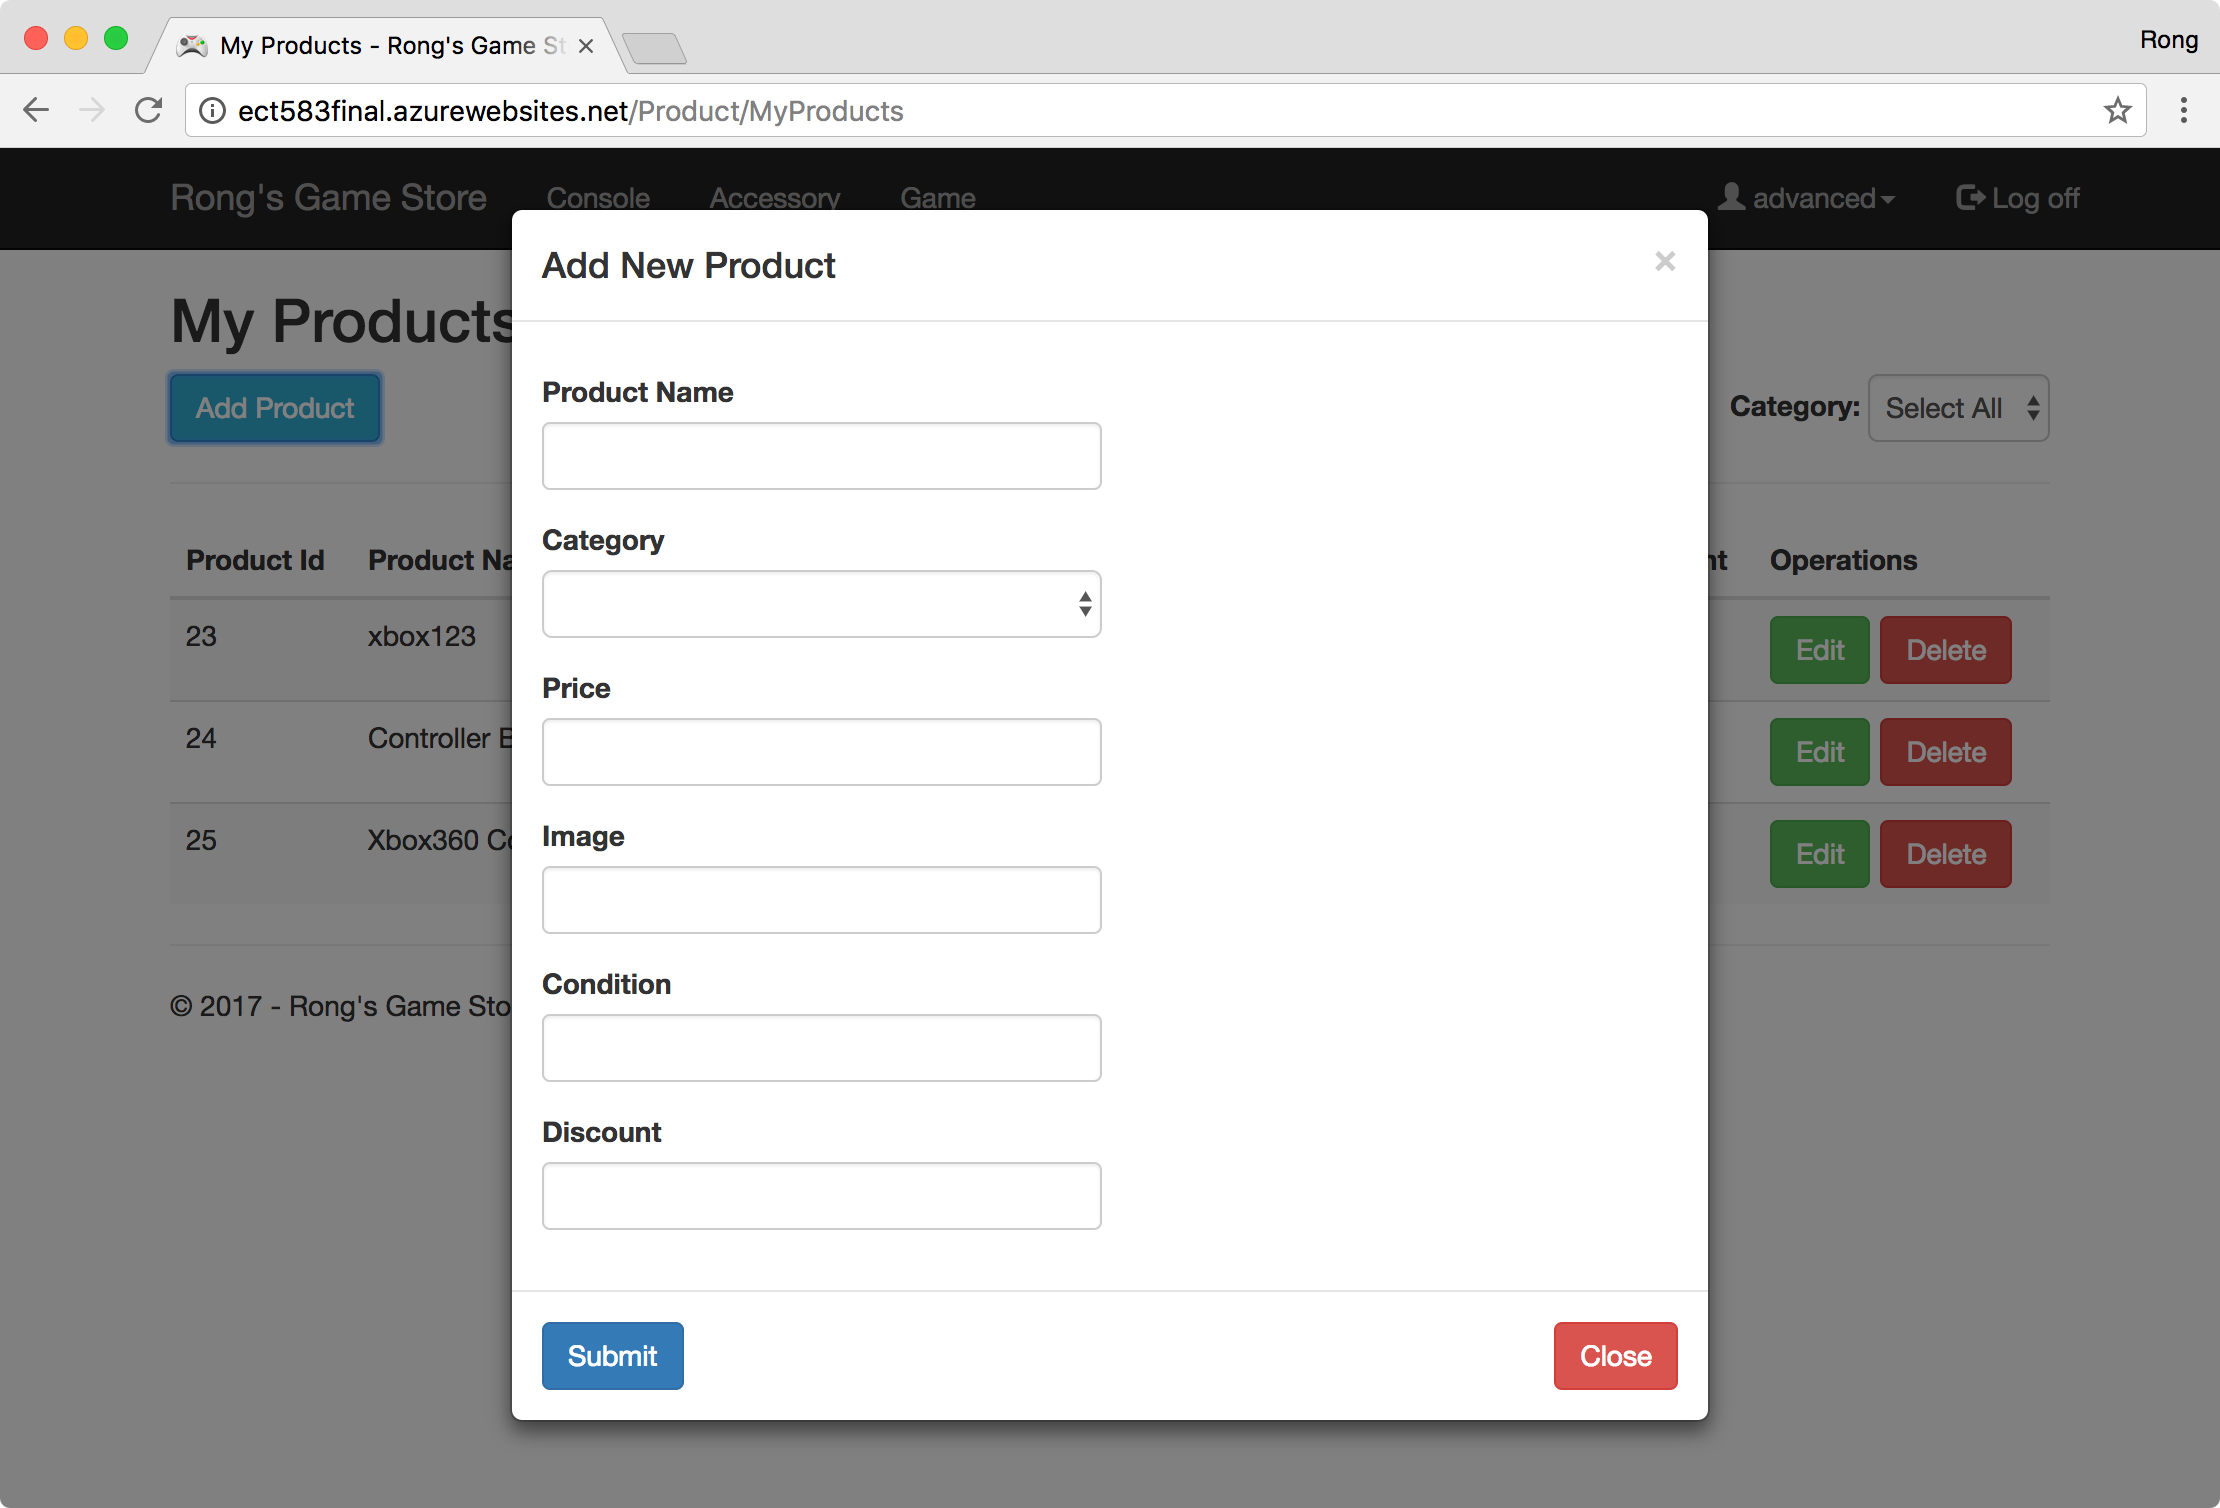 My Products - Rong's Game St
Rong
ect583final.azurewebsites.net/Product/MyProducts
Rong's Game Store Console Accessory Game advanced Log off
Add New Product ×
My Products
Add Product
Category: Select All
Product Name
Category
Product Id Product Na nt Operations
23 xbox123 Edit Delete
Price
24 Controller Edit Delete
Image
25 Xbox360 Edit Delete
Condition
© 2017 - Rong's Game Sto
Discount
Submit Close